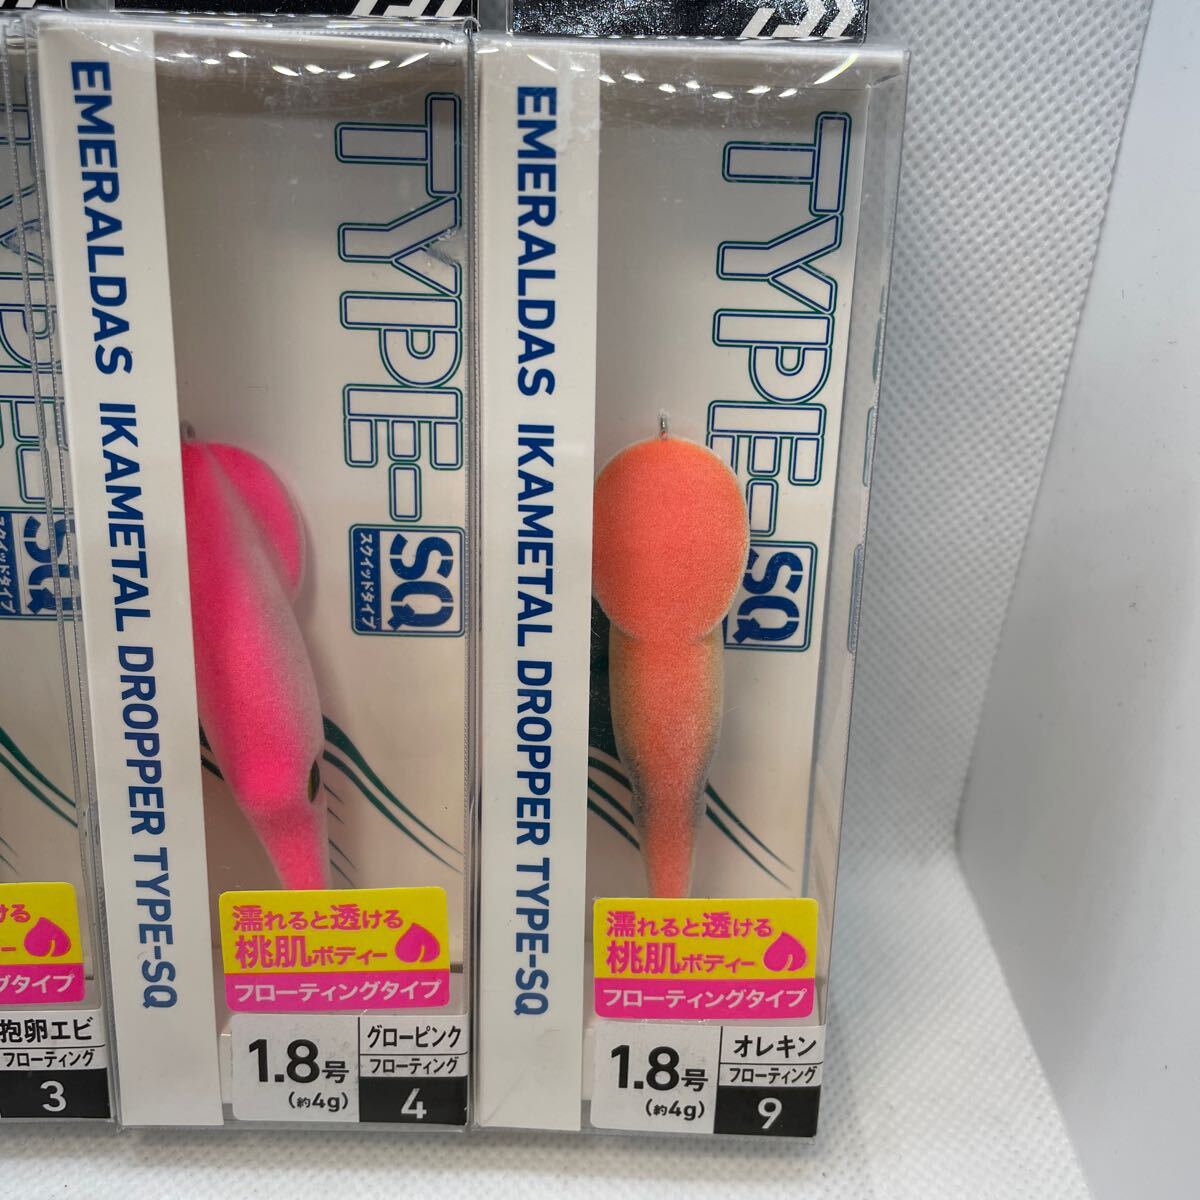 SQ
スクイッドタイプ
抱卵エビ
フローティング
3
EMERALDAS IKAMETAL DROPPER TYPE-SQ
TYPE-SQ
スクイッドタイプ
濡れると透ける
桃肌ボディー
フローティングタイプ
1.8号
(約4g)
グローピンク
フローティング
4
EMERALDAS IKAMETAL DROPPER TYPE-SQ
TYPE-SQ
濡れると透ける
桃肌ボディー
フローティングタイプ
1.8号
(約4g)
オレキン
フローティング
9